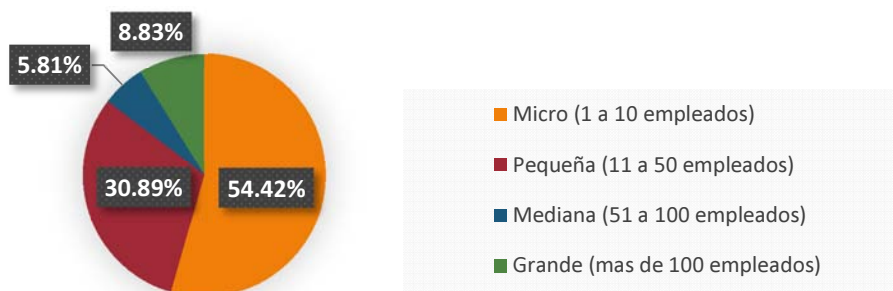 8.83%
5.81%
30.89%
54.42%
Micro (1 a 10 empleados)
Pequeña (11 a 50 empleados)
Mediana (51 a 100 empleados)
Grande (mas de 100 empleados)